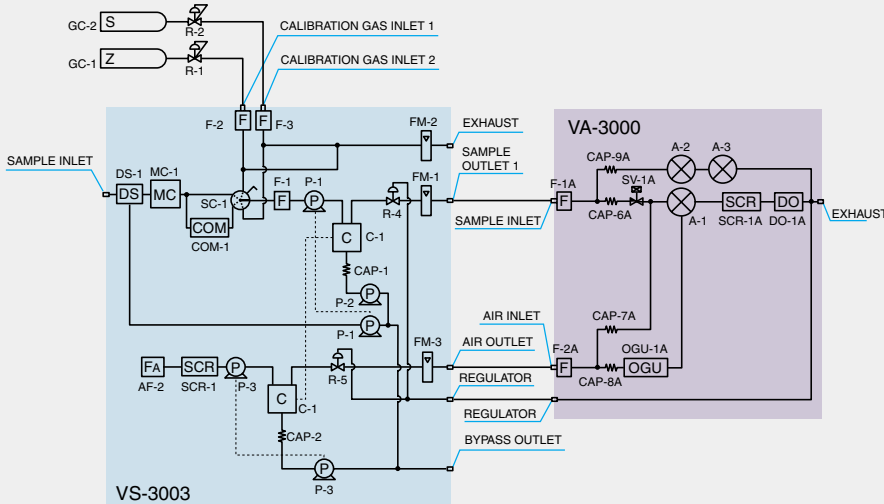 GC-2
S
R-2
CALIBRATION GAS INLET 1
GC-1
Z
R-1
CALIBRATION GAS INLET 2
F-2
F
F
F-3
FM-2
EXHAUST
VA-3000
SAMPLE INLET
DS-1
MC-1
SAMPLE
OUTLET 1
A-2
A-3
DS
MC
SC-1
F-1
P-1
FM-1
CAP-9A
F-1A
SV-1A
F
P
R-4
F
COM
COM-1
C
C-1
SAMPLE INLET
CAP-6A
A-1
SCR
SCR-1A
DO
DO-1A
EXHAUST
CAP-1
P
P-2
P
P-1
AIR INLET
CAP-7A
FM-3
AIR OUTLET
F-2A
OGU-1A
FA
AF-2
SCR
SCR-1
P
P-3
R-5
F
CAP-8A
OGU
C
C-1
REGULATOR
REGULATOR
CAP-2
BYPASS OUTLET
P
P-3
VS-3003